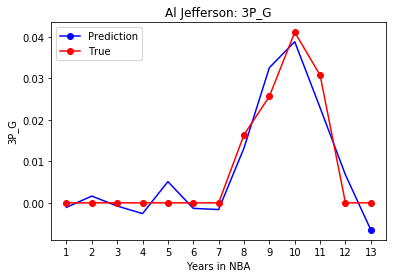 Al Jefferson: 3P_G
Prediction
True
0.04
0.03
0.02
0.01
0.00
3P_G
1 2 3 4 5 6 7 8 9 10 11 12 13
Years in NBA